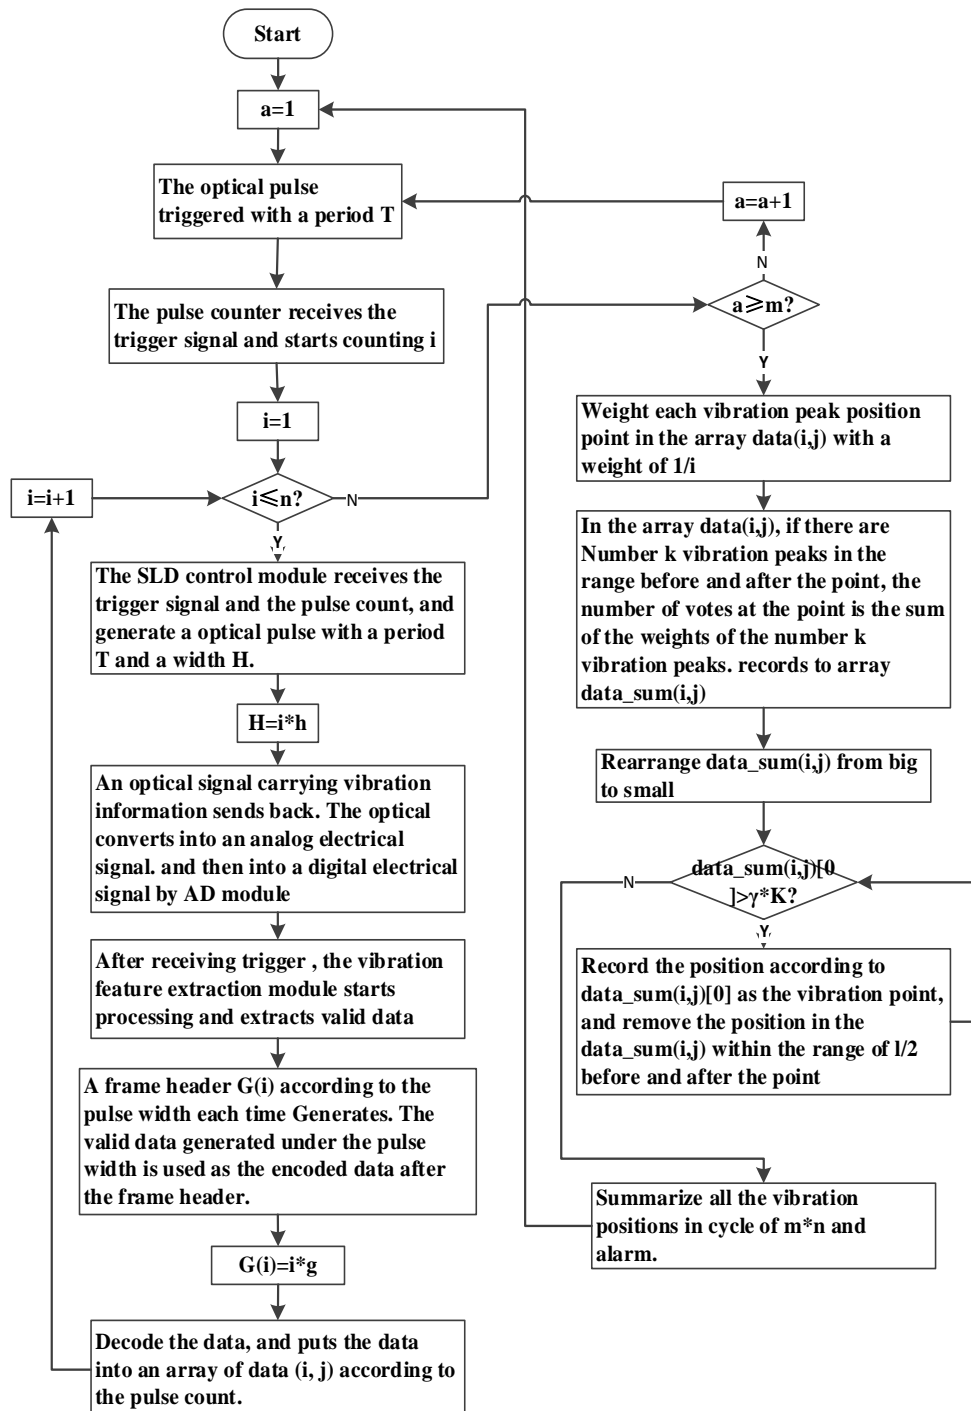 Start
a=1
The optical pulse
triggered with a period T
The pulse counter receives the
trigger signal and starts counting i
i=1
i≤n?
N
Y
i=i+1
The SLD control module receives the
trigger signal and the pulse count, and
generate a optical pulse with a period
T and a width H.
H=i*h
An optical signal carrying vibration
information sends back. The optical
converts into an analog electrical
signal. and then into a digital electrical
signal by AD module
After receiving trigger , the vibration
feature extraction module starts
processing and extracts valid data
A frame header G(i) according to the
pulse width each time Generates. The
valid data generated under the pulse
width is used as the encoded data after
the frame header.
G(i)=i*g
Decode the data, and puts the data
into an array of data (i, j) according to
the pulse count.
a=a+1
N
a≥m?
Y
Weight each vibration peak position
point in the array data(i,j) with a
weight of 1/i
In the array data(i,j), if there are
Number k vibration peaks in the
range before and after the point, the
number of votes at the point is the sum
of the weights of the number k
vibration peaks. records to array
data_sum(i,j)
Rearrange data_sum(i,j) from big
to small
data_sum(i,j)[0
]>γ*K?
N
Y
Record the position according to
data_sum(i,j)[0] as the vibration point,
and remove the position in the
data_sum(i,j) within the range of l/2
before and after the point
Summarize all the vibration
positions in cycle of m*n and
alarm.